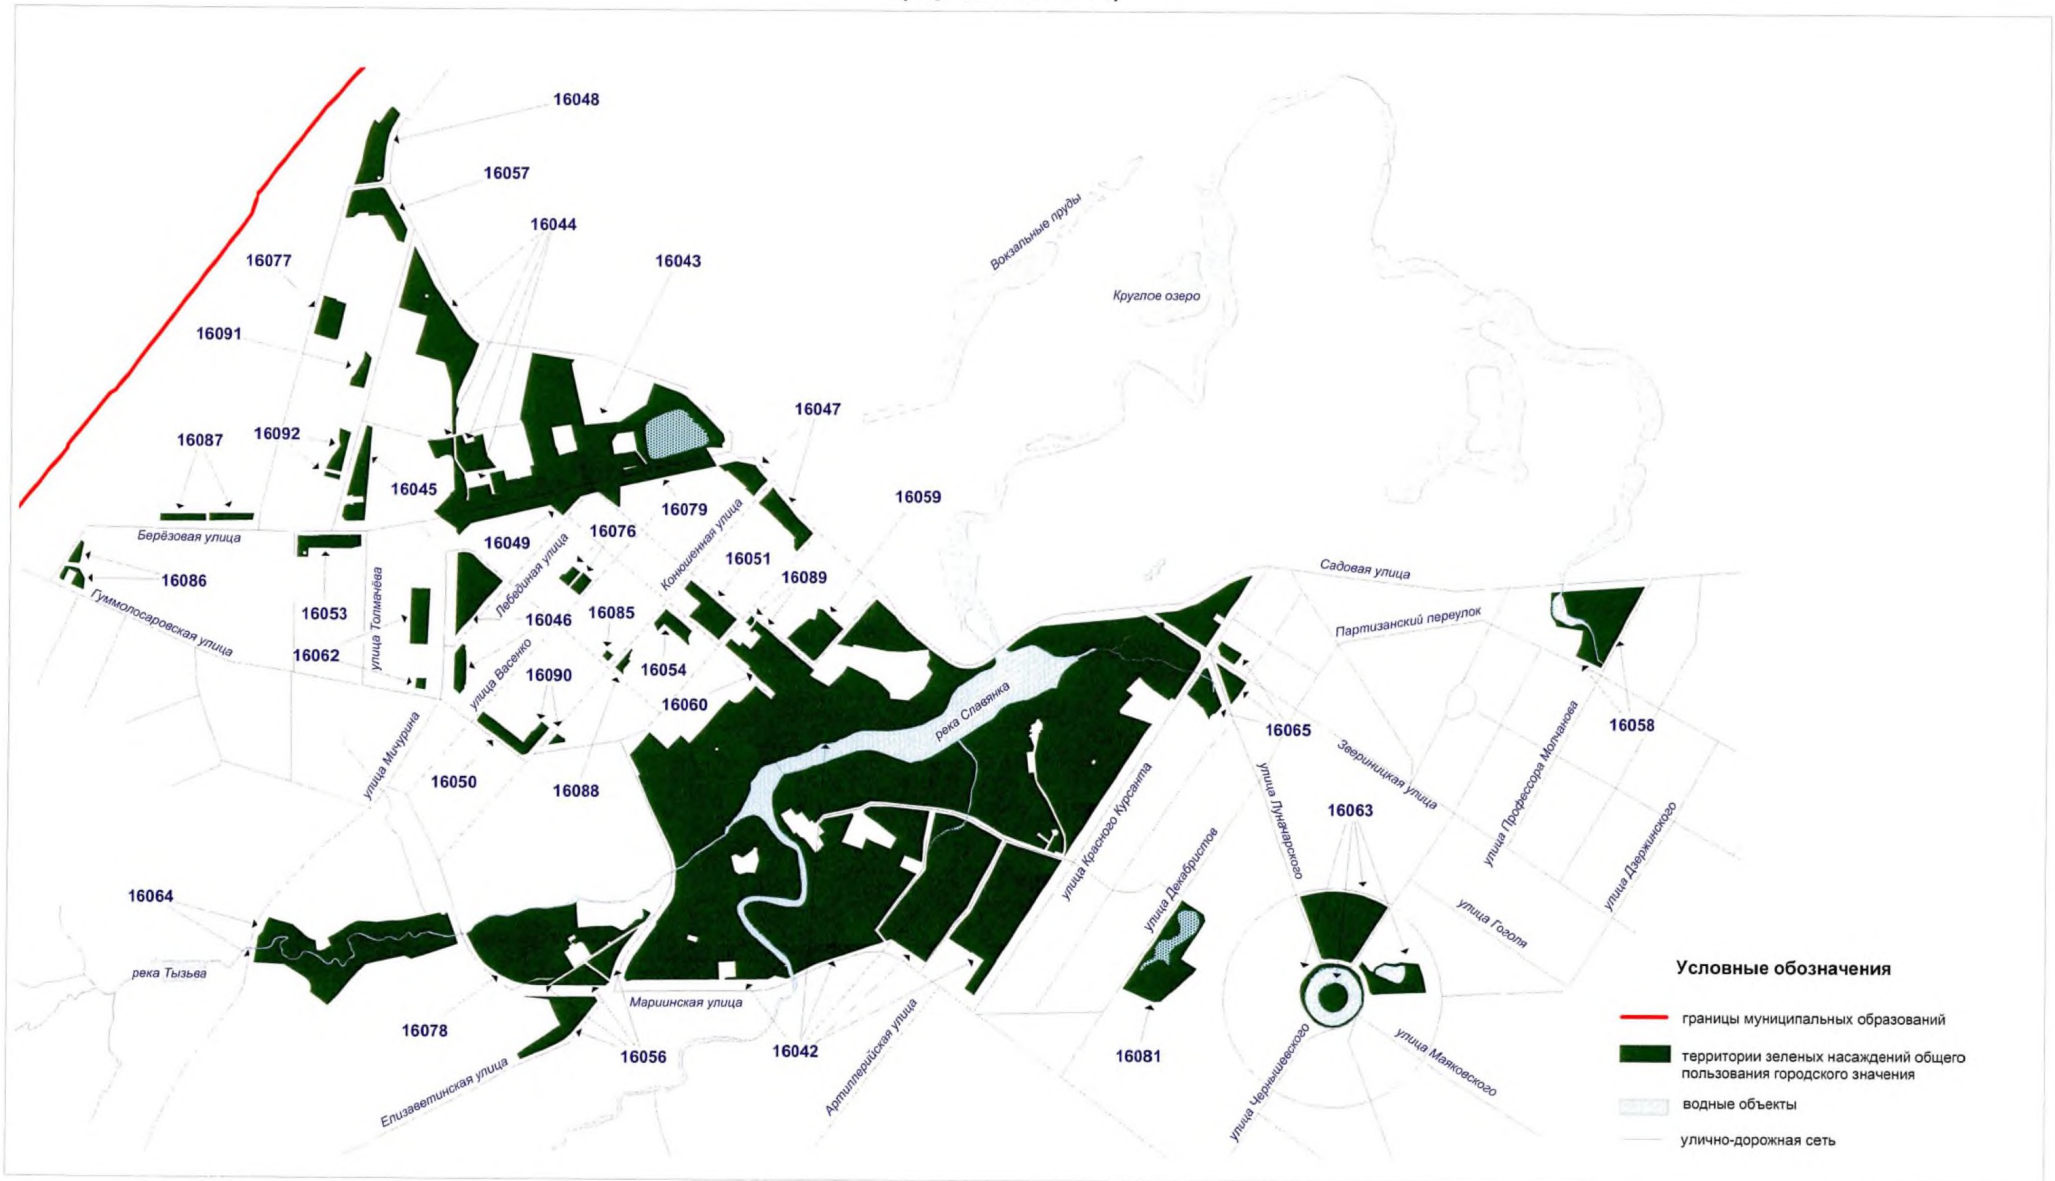 16048
16057
16044
16077
16043
Вокзальные пруды
Круглое озеро
16091
16047
16087
16092
16045
16059
16079
Берёзовая улица
16049
16076
Конюшенная улица
16051
Лебединая улица
16089
Садовая улица
16086
16053
16085
16046
Партизанский переулок
Гуммолосаровская улица
улица Толмачёва
16062
16054
улица Васенко
16090
16060
река Славянка
16065
16058
улица Мичурина
16050
16088
Звериницкая улица
улица Профессора Молчанова
улица Луначарского
16063
улица Красного Курсанта
улица Декабристов
улица Дзержинского
16064
улица Гоголя
река Тызьва
Мариинская улица
16078
16056
16042
16081
Артиллерийская улица
Елизаветинская улица
улица Чернышевского
улица Маяковского
Условные обозначения
границы муниципальных образований
территории зеленых насаждений общего
пользования городского значения
водные объекты
улично-дорожная сеть